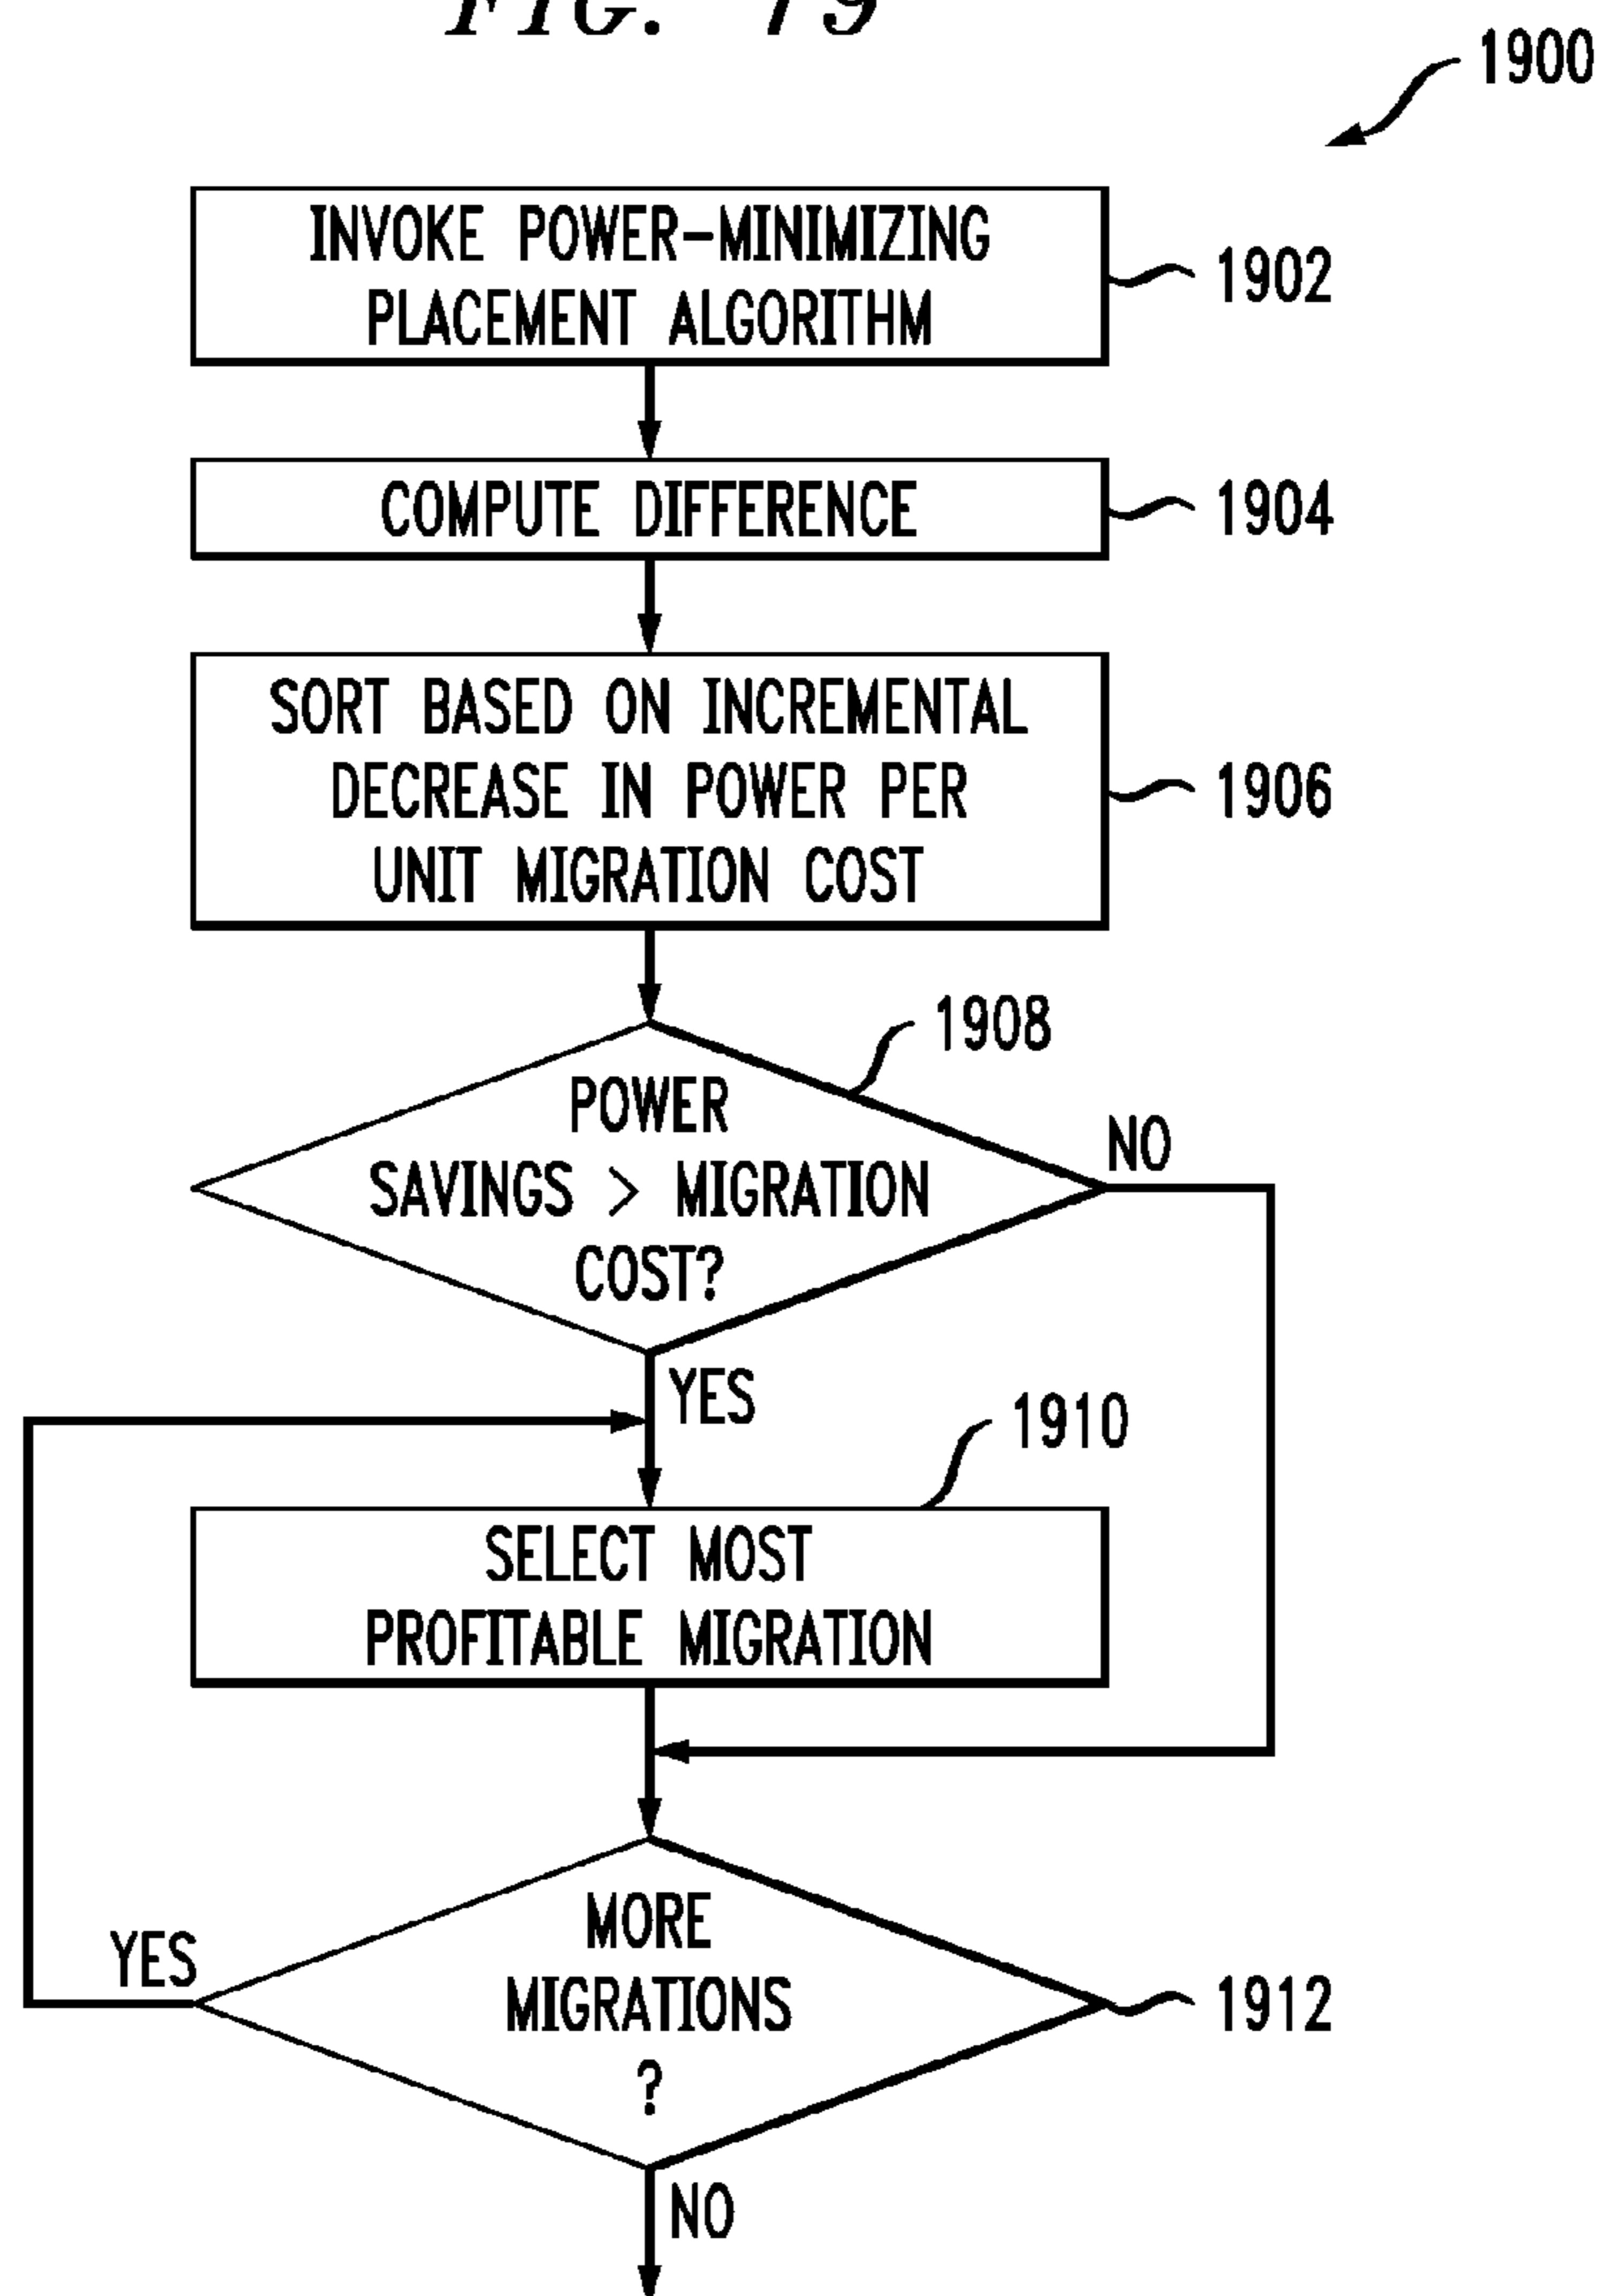 FIG. 19
1900
INVOKE POWER-MINIMIZING
PLACEMENT ALGORITHM
1902
COMPUTE DIFFERENCE
1904
SORT BASED ON INCREMENTAL
DECREASE IN POWER PER
UNIT MIGRATION COST
1906
1908
POWER
SAVINGS > MIGRATION
COST?
NO
YES
1910
SELECT MOST
PROFITABLE MIGRATION
MORE
MIGRATIONS
?
YES
1912
NO